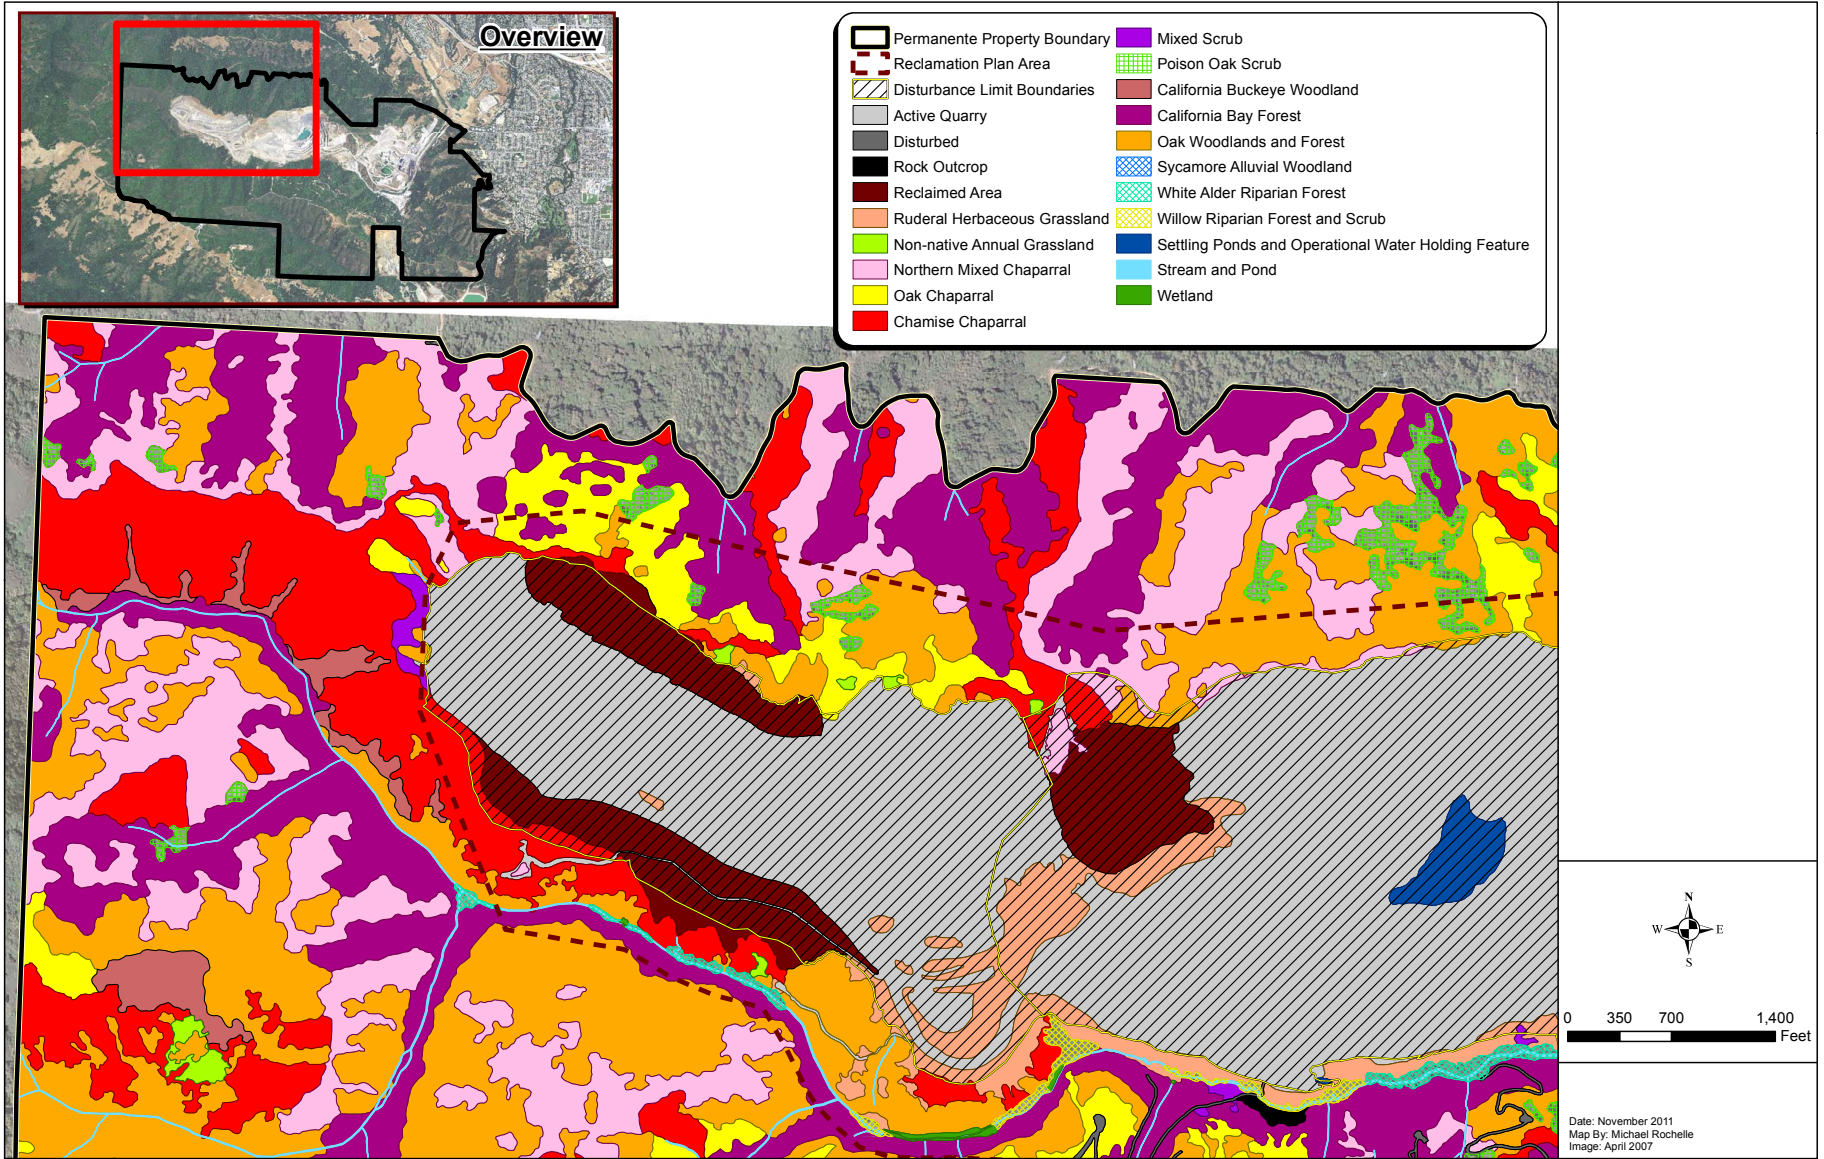 Overview
Permanente Property Boundary
Reclamation Plan Area
Disturbance Limit Boundaries
Active Quarry
Disturbed
Rock Outcrop
Reclaimed Area
Ruderal Herbaceous Grassland
Non-native Annual Grassland
Northern Mixed Chaparral
Oak Chaparral
Chamise Chaparral
Mixed Scrub
Poison Oak Scrub
California Buckeye Woodland
California Bay Forest
Oak Woodlands and Forest
Sycamore Alluvial Woodland
White Alder Riparian Forest
Willow Riparian Forest and Scrub
Settling Ponds and Operational Water Holding Feature
Stream and Pond
Wetland
N
W E
S
0 350 700 1,400
Feet
Date: November 2011
Map By: Michael Rochelle
Image: April 2007